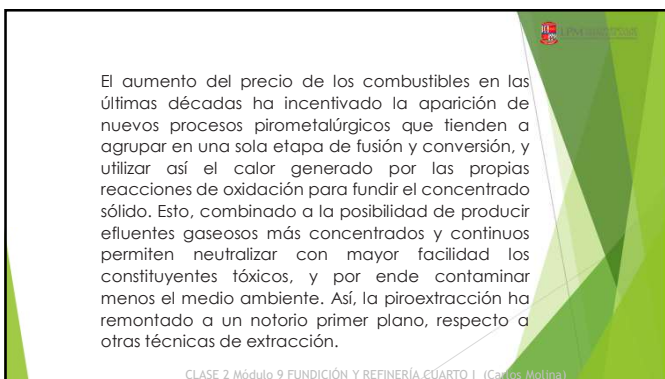 El aumento del precio de los combustibles en las
últimas décadas ha incentivado la aparición de
nuevos procesos pirometalúrgicos que tienden a
agrupar en una sola etapa de fusión y conversión, y
utilizar así el calor generado por las propias
reacciones de oxidación para fundir el concentrado
sólido. Esto, combinado a la posibilidad de producir
efluentes gaseosos más concentrados y continuos
permiten neutralizar con mayor facilidad los
constituyentes tóxicos, y por ende contaminar
menos el medio ambiente. Así, la piroextracción ha
remontado a un notorio primer plano, respecto a
otras técnicas de extracción.
CLASE 2 Módulo 9 FUNDICIÓN Y REFINERÍA CUARTO I (Carlos Molina)